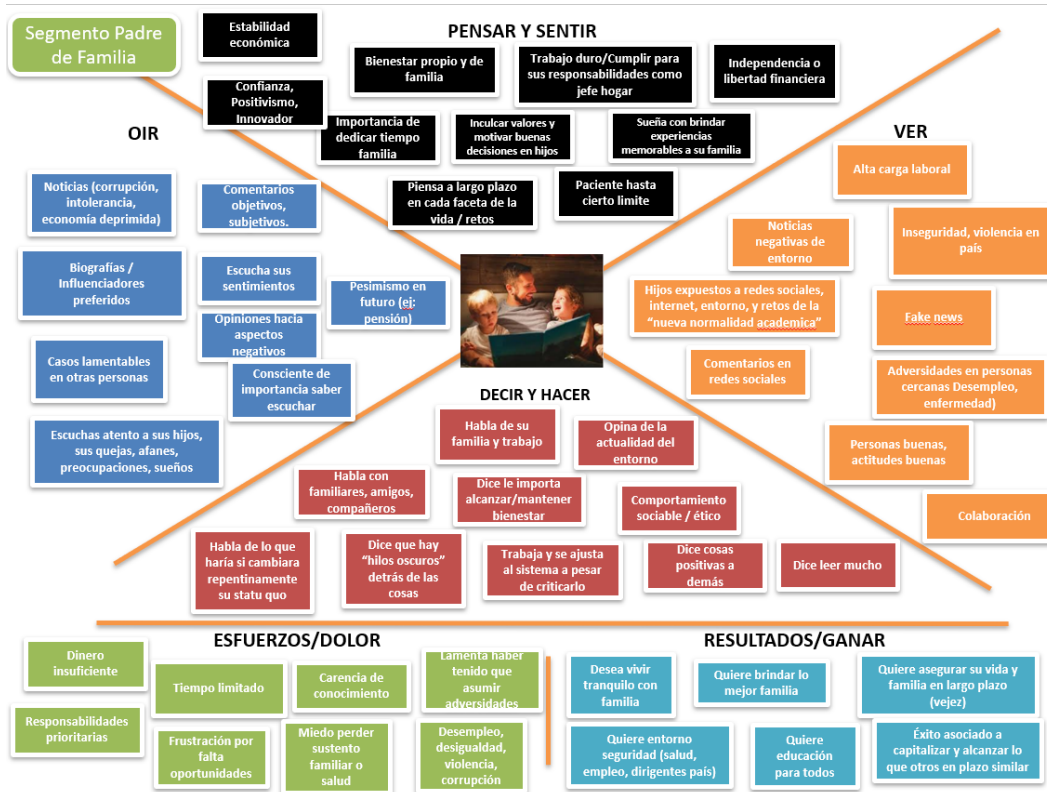 Segmento Padre
de Familia
Estabilidad
económica
PENSAR Y SENTIR
Bienestar propio y de
familia
Trabajo duro/Cumplir para
sus responsabilidades como
jefe hogar
Independencia o
libertad financiera
Confianza,
Positivismo,
Innovador
Importancia de
dedicar tiempo
familia
Inculcar valores y
motivar buenas
decisiones en hijos
Sueña con brindar
experiencias
memorables a su familia
Piensa a largo plazo
en cada faceta de la
vida / retos
Paciente hasta
cierto limite
OIR
Noticias (corrupción,
intolerancia,
economía deprimida)
Comentarios
objetivos,
subjetivos.
Biografías /
Influenciadores
preferidos
Escucha sus
sentimientos
Pesimismo en
futuro (ej:
pensión)
Opiniones hacia
aspectos
negativos
Casos lamentables
en otras personas
Consciente de
importancia saber
escuchar
Escuchas atento a sus hijos,
sus quejas, afanes,
preocupaciones, sueños
VER
Alta carga laboral
Noticias
negativas de
entorno
Inseguridad, violencia en
país
Hijos expuestos a redes sociales,
internet, entorno, y retos de la
“nueva normalidad academica”
Fake news
Comentarios en
redes sociales
Adversidades en personas
cercanas Desempleo,
enfermedad)
Personas buenas,
actitudes buenas
Colaboración
DECIR Y HACER
Habla de su
familia y trabajo
Opina de la
actualidad del
entorno
Habla con
familiares, amigos,
compañeros
Dice le importa
alcanzar/mantener
bienestar
Comportamiento
sociable / ético
Habla de lo que
haría si cambiara
repentinamente
su statu quo
Dice que hay
“hilos oscuros”
detrás de las
cosas
Trabaja y se ajusta
al sistema a pesar
de criticarlo
Dice cosas
positivas a
demás
Dice leer mucho
ESFUERZOS/DOLOR
Dinero
insuficiente
Tiempo limitado
Carencia de
conocimiento
Lamenta haber
tenido que
asumir
adversidades
Responsabilidades
prioritarias
Frustración por
falta
oportunidades
Miedo perder
sustento
familiar o
salud
Desempleo,
desigualdad,
violencia,
corrupción
RESULTADOS/GANAR
Desea vivir
tranquilo con
familia
Quiere brindar lo
mejor familia
Quiere asegurar su vida y
familia en largo plazo
(vejez)
Quiere entorno
seguridad (salud,
empleo, dirigentes país)
Quiere
educación
para todos
Éxito asociado a
capitalizar y alcanzar lo
que otros en plazo similar